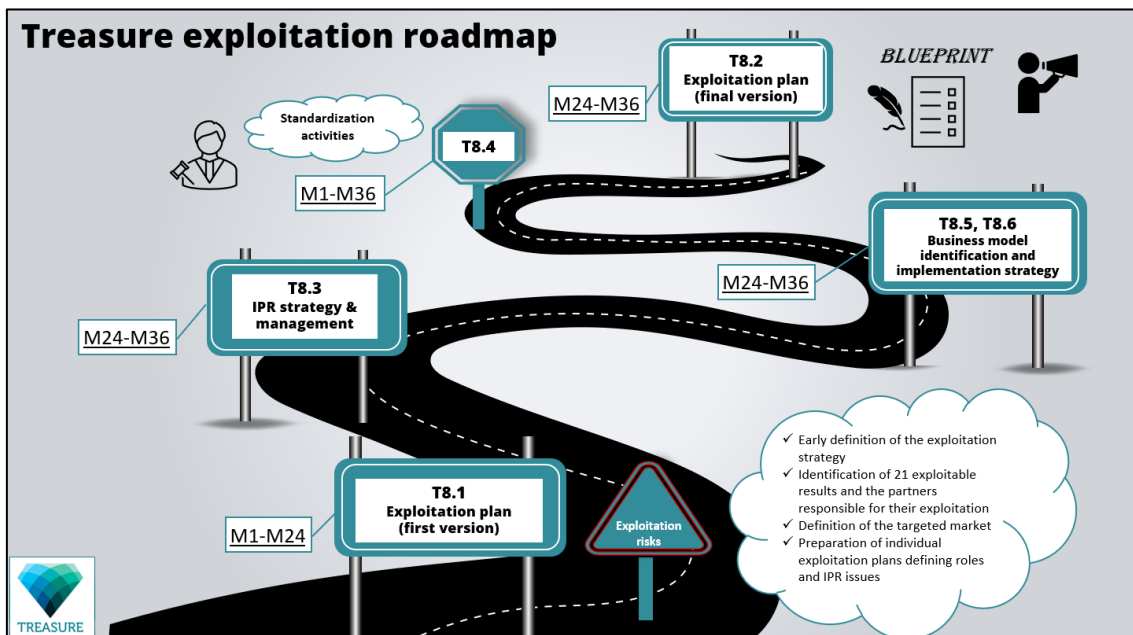 Treasure exploitation roadmap
T8.2
Exploitation plan
(final version)
M24-M36
BLUEPRINT
Standardization
activities
T8.4
M1-M36
T8.5, T8.6
Business model
identification and
implementation strategy
M24-M36
T8.3
IPR strategy &
management
M24-M36
T8.1
Exploitation plan
(first version)
M1-M24
Exploitation
risks
✓ Early definition of the exploitation
strategy
✓ Identification of 21 exploitable
results and the partners
responsible for their exploitation
✓ Definition of the targeted market
✓ Preparation of individual
exploitation plans defining roles
and IPR issues
TREASURE